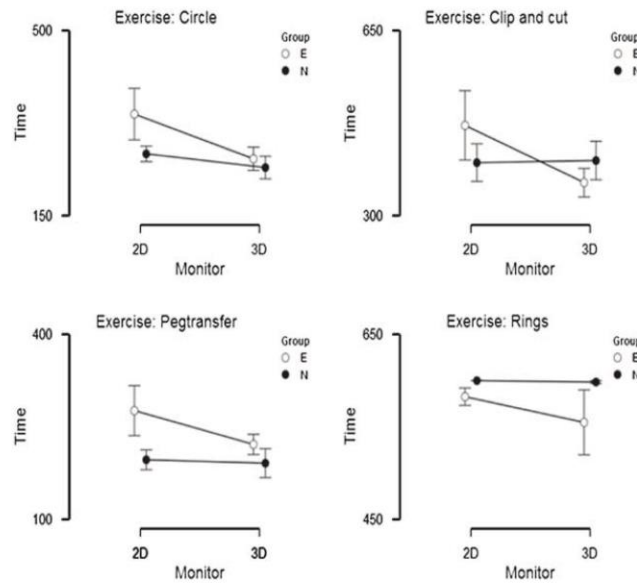 Exercise: Circle
500
Group
E
N
Time
150
2D
3D
Monitor
Exercise: Clip and cut
650
Group
E
N
Time
300
2D
3D
Monitor
Exercise: Pegtransfer
400
Group
E
N
Time
100
2D
3D
Monitor
Exercise: Rings
650
Group
E
N
Time
450
2D
3D
Monitor